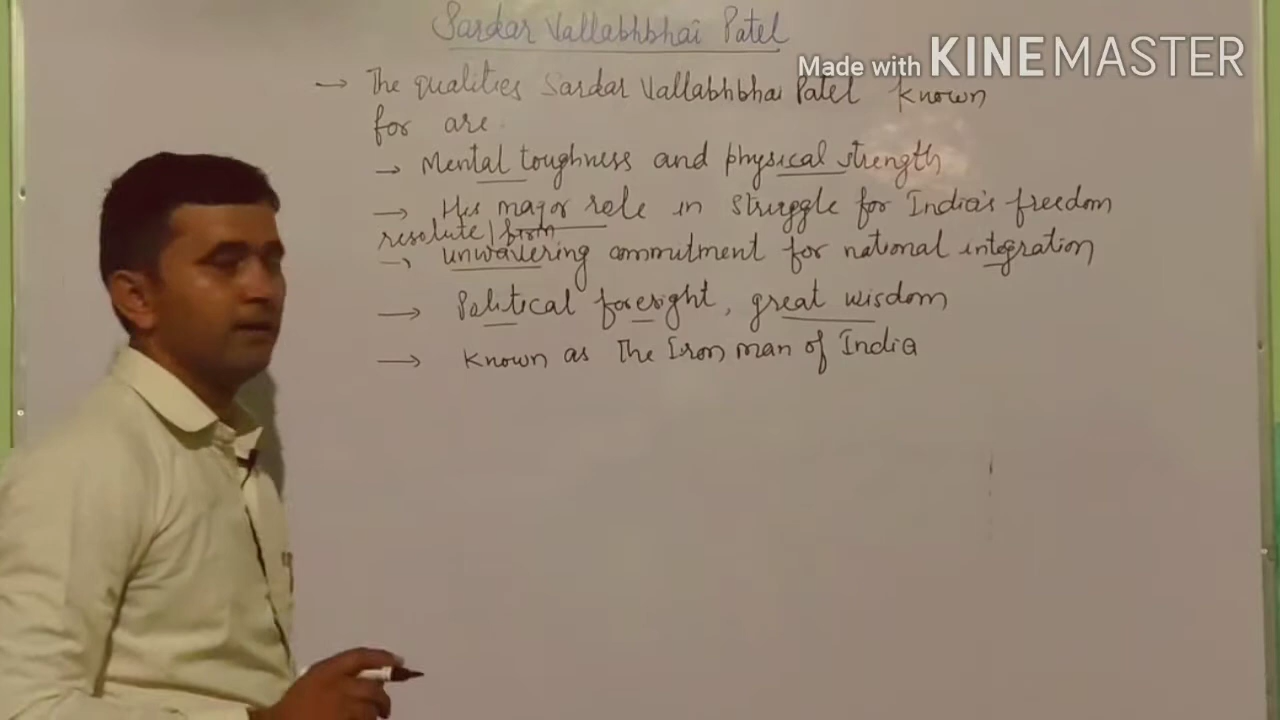 Sardar Vallabhbhai Patel
Made with KINEMASTER
→ The qualities Sardar Vallabhbhai Patel known
for are
→ Mental toughness and physical strength
→ His major role in struggle for India's freedom
resolute/firm
→ unwavering commitment for national integration
→ Political foresight, great wisdom
→ Known as The Iron man of India